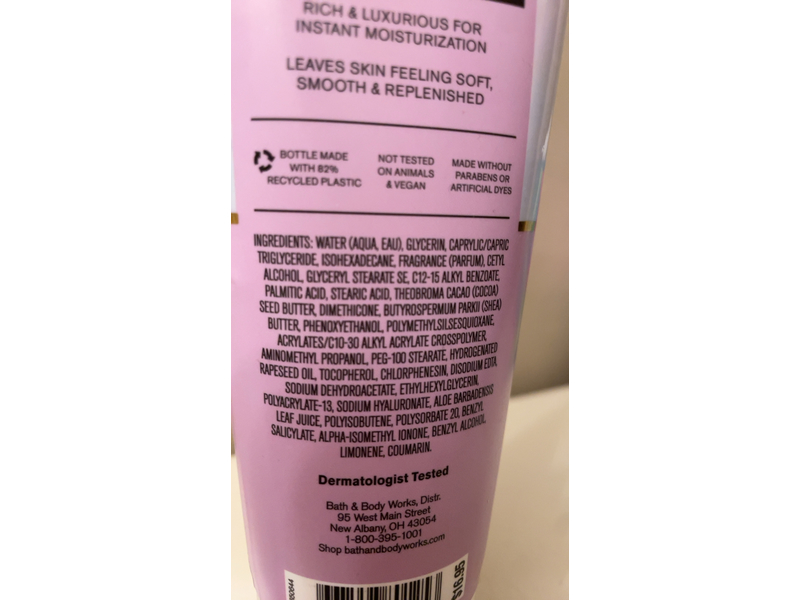 RICH & LUXURIOUS FOR
INSTANT MOISTURIZATION
LEAVES SKIN FEELING SOFT,
SMOOTH & REPLENISHED
BOTTLE MADE
WITH 82%
RECYCLED PLASTIC
NOT TESTED
ON ANIMALS
& VEGAN
MADE WITHOUT
PARABENS OR
ARTIFICIAL DYES
INGREDIENTS: WATER (AQUA, EAU), GLYCERIN, CAPRYLIC/CAPRIC
TRIGLYCERIDE, ISOHEXADECANE, FRAGRANCE (PARFUM), CETYL
ALCOHOL, GLYCERYL STEARATE SE, C12-15 ALKYL BENZOATE,
PALMITIC ACID, STEARIC ACID, THEOBROMA CACAO (COCOA)
SEED BUTTER, DIMETHICONE, BUTYROSPERMUM PARKII (SHEA)
BUTTER, PHENOXYETHANOL, POLYMETHYLSILSESQUIOXANE,
ACRYLATES/C10-30 ALKYL ACRYLATE CROSSPOLYMER,
AMINOMETHYL PROPANOL, PEG-100 STEARATE, HYDROGENATED
RAPESEED OIL, TOCOPHEROL, CHLORPHENESIN, DISODIUM EDTA,
SODIUM DEHYDROACETATE, ETHYLHEXYLGLYCERIN,
POLYACRYLATE-13, SODIUM HYALURONATE, ALOE BARBADENSIS
LEAF JUICE, POLYISOBUTENE, POLYSORBATE 20, BENZYL
SALICYLATE, ALPHA-ISOMETHYL IONONE, BENZYL ALCOHOL,
LIMONENE, COUMARIN.
Dermatologist Tested
Bath & Body Works, Distr.
95 West Main Street
New Albany, OH 43054
1-800-395-1001
Shop bathandbodyworks.com
$16.95